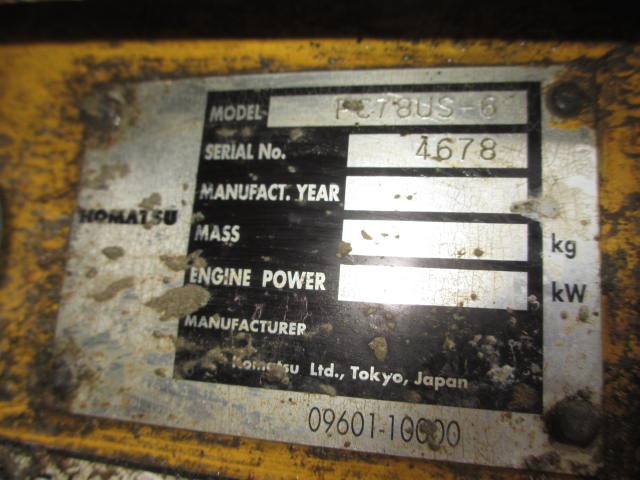 MODEL PC78US-6
SERIAL No. 4678
MANUFACT. YEAR
KOMATSU
MASS kg
ENGINE POWER kW
MANUFACTURER
Komatsu Ltd., Tokyo, Japan
09601-10000